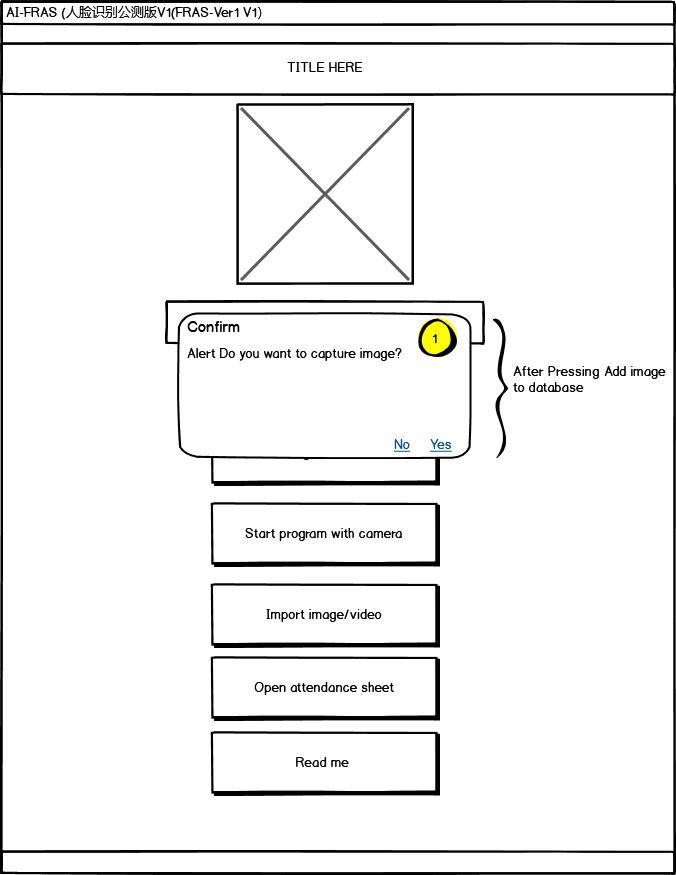 AI-FRAS (人脸识别公测版V1(FRAS-Ver1 V1)
TITLE HERE
Confirm
1
Alert Do you want to capture image?
After Pressing Add image
to database
No Yes
Start program with camera
Import image/video
Open attendance sheet
Read me